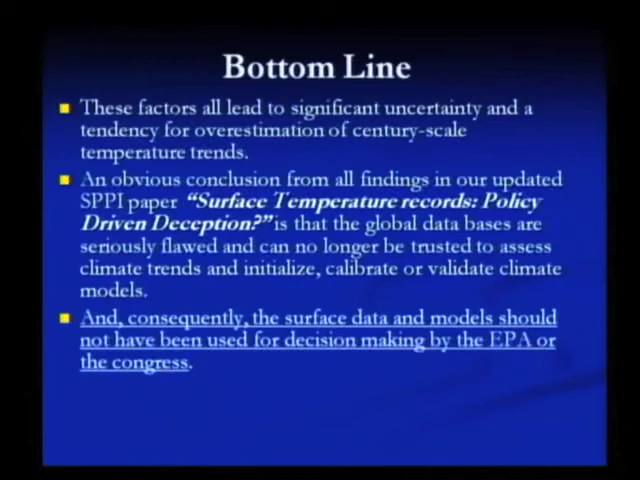 Bottom Line
These factors all lead to significant uncertainty and a
tendency for overestimation of century-scale
temperature trends.
An obvious conclusion from all findings in our updated
SPPI paper “Surface Temperature records: Policy
Driven Deception?” is that the global data bases are
seriously flawed and can no longer be trusted to assess
climate trends and initialize, calibrate or validate climate
models.
And, consequently, the surface data and models should
not have been used for decision making by the EPA or
the congress.